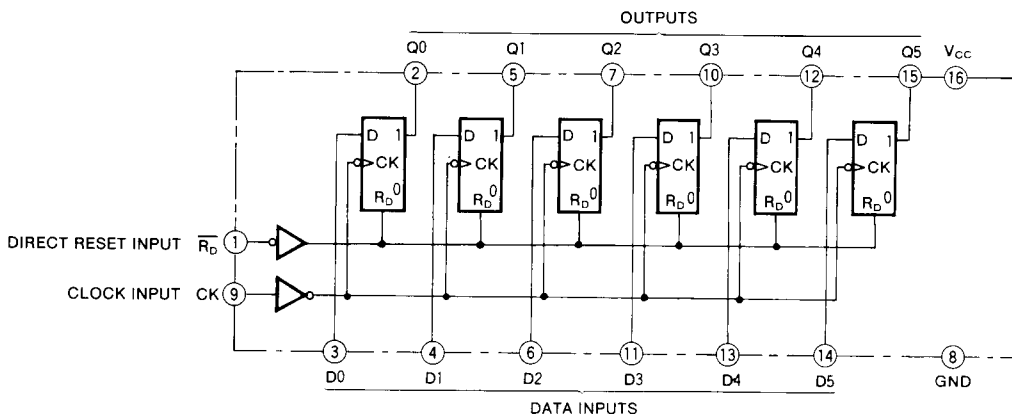 OUTPUTS
Q0 Q1 Q2 Q3 Q4 Q5 VCC
2 5 7 10 12 15 16
D 1 D 1 D 1 D 1 D 1 D 1
CK CK CK CK CK CK
RD 0 RD 0 RD 0 RD 0 RD 0 RD 0
DIRECT RESET INPUT R̅D̅ 1
CLOCK INPUT CK 9
3 4 6 11 13 14 8
D0 D1 D2 D3 D4 D5 GND
DATA INPUTS